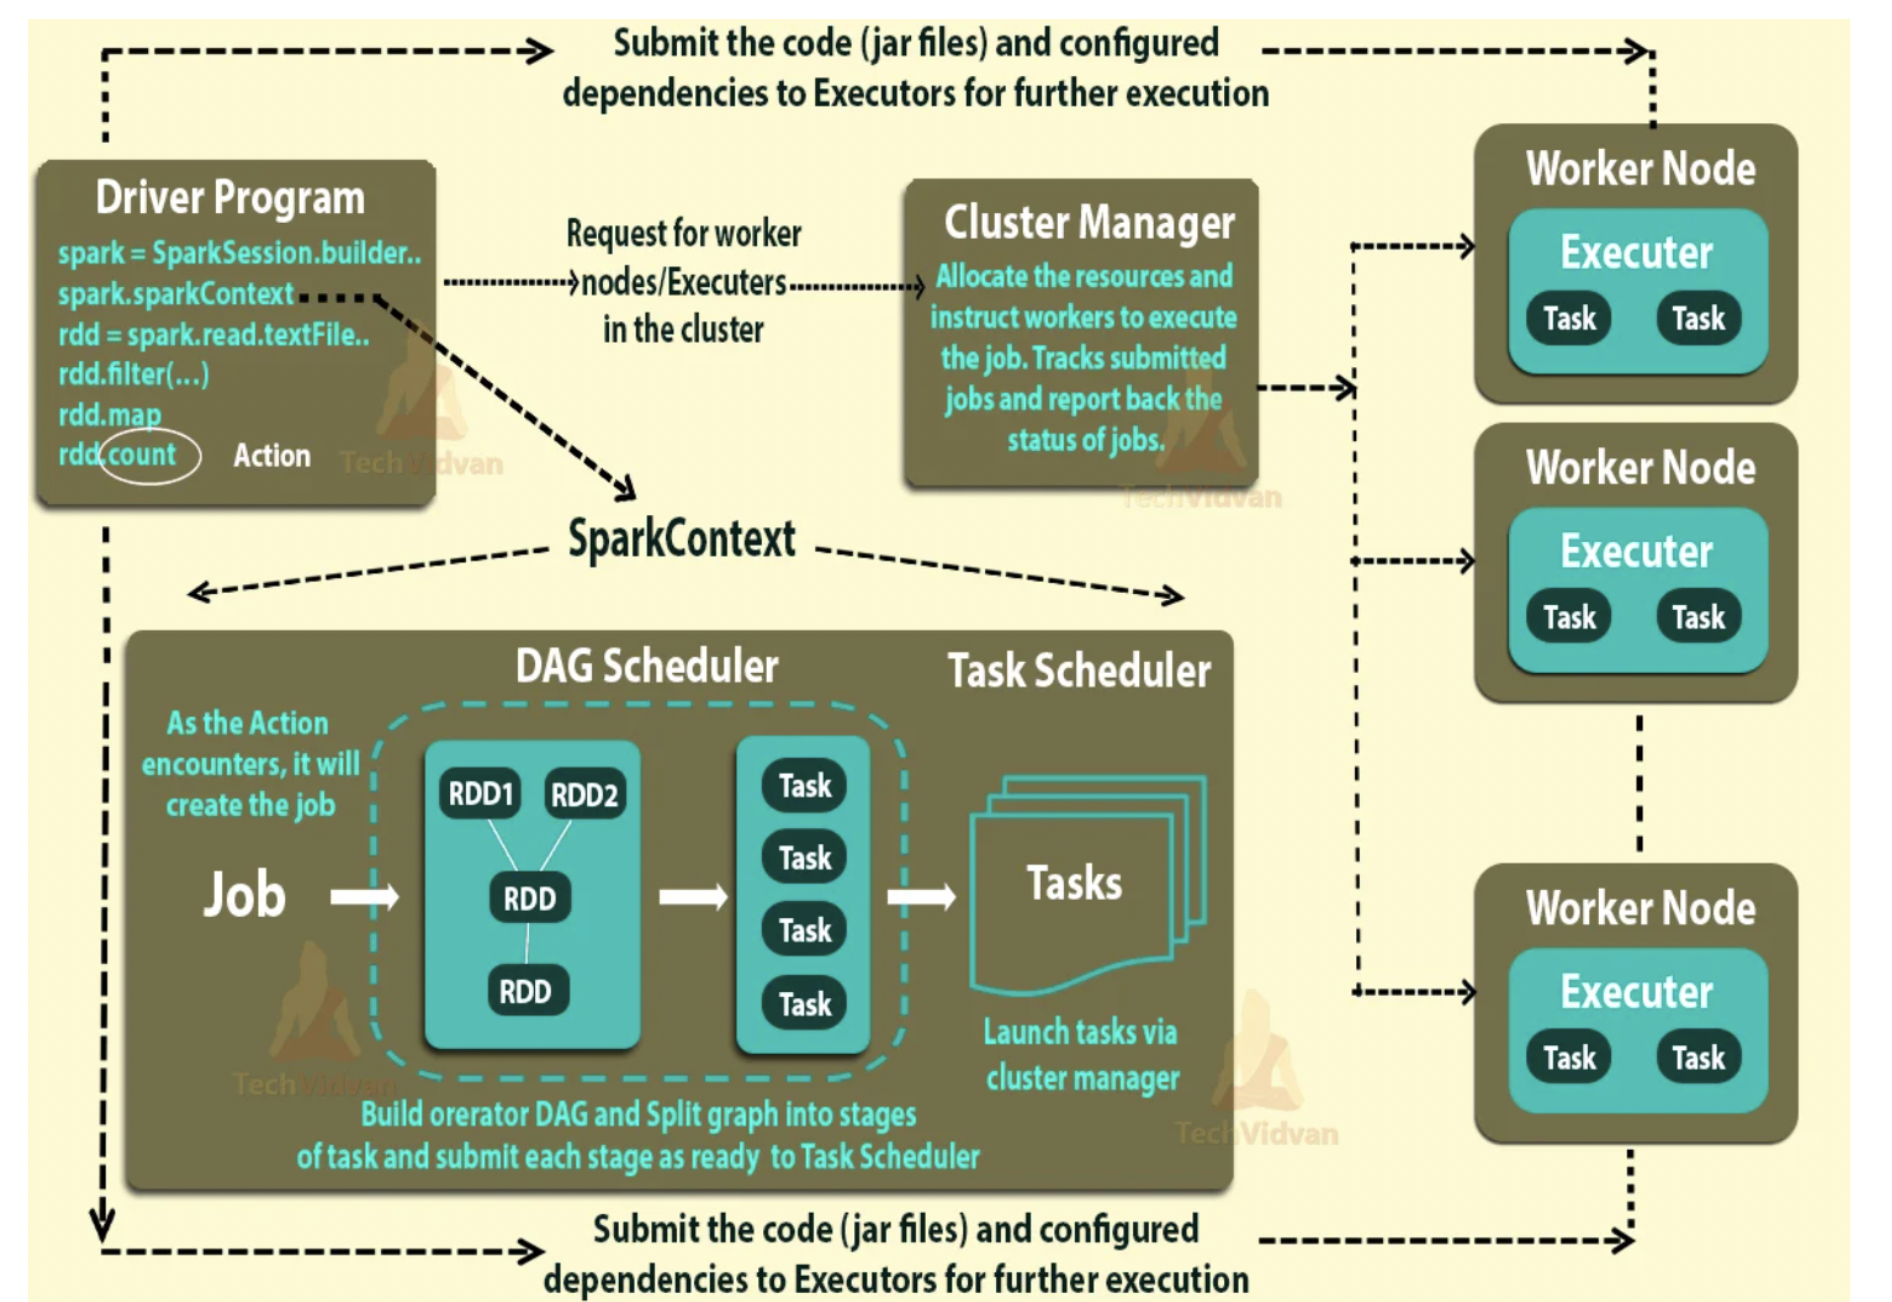 Submit the code (jar files) and configured
dependencies to Executors for further execution
Driver Program
spark = SparkSession.builder..
spark.sparkContext
rdd = spark.read.textFile..
rdd.filter(...)
rdd.map
rdd.count
Action
Request for worker
nodes/Executers
in the cluster
Cluster Manager
Allocate the resources and
instruct workers to execute
the job. Tracks submitted
jobs and report back the
status of jobs.
Worker Node
Executer
Task Task
Worker Node
Executer
Task Task
Worker Node
Executer
Task Task
TechVidvan
TechVidvan
SparkContext
DAG Scheduler
Task Scheduler
As the Action
encounters, it will
create the job
Job
RDD1 RDD2
RDD
RDD
Task
Task
Task
Task
Tasks
Launch tasks via
cluster manager
Build orerator DAG and Split graph into stages
of task and submit each stage as ready to Task Scheduler
TechVidvan
TechVidvan
Submit the code (jar files) and configured
dependencies to Executors for further execution